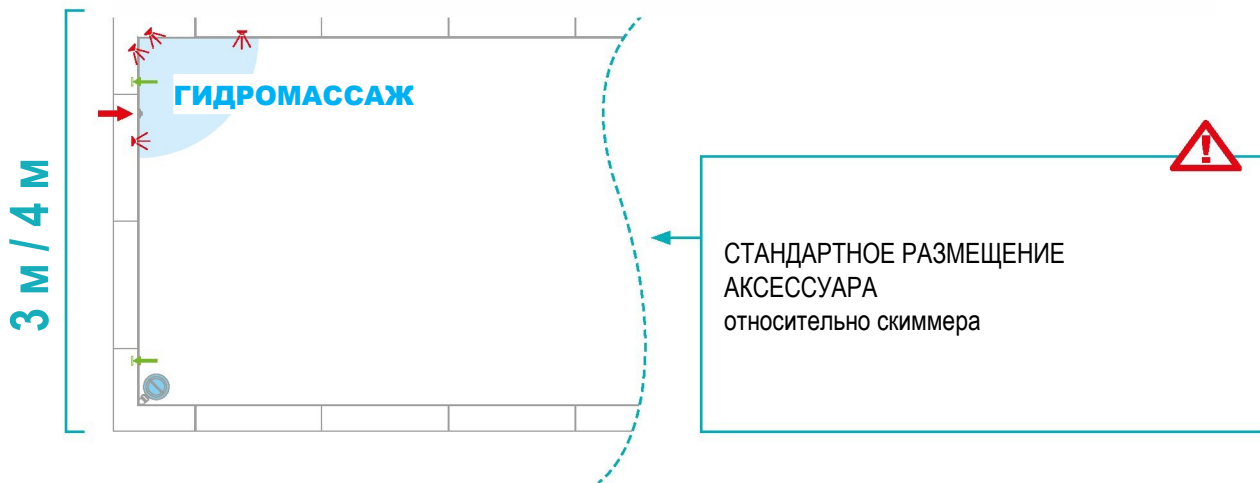 3 м / 4 м
ГИДРОМАССАЖ
СТАНДАРТНОЕ РАЗМЕЩЕНИЕ
АКСЕССУАРА
относительно скиммера